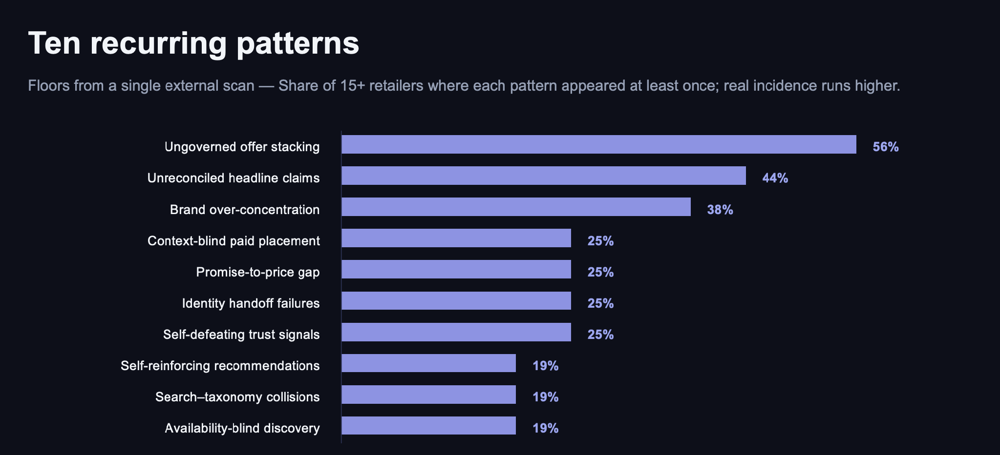 Ten recurring patterns
Floors from a single external scan — Share of 15+ retailers where each pattern appeared at least once; real incidence runs higher.
Ungoverned offer stacking 56%
Unreconciled headline claims 44%
Brand over-concentration 38%
Context-blind paid placement 25%
Promise-to-price gap 25%
Identity handoff failures 25%
Self-defeating trust signals 25%
Self-reinforcing recommendations 19%
Search–taxonomy collisions 19%
Availability-blind discovery 19%